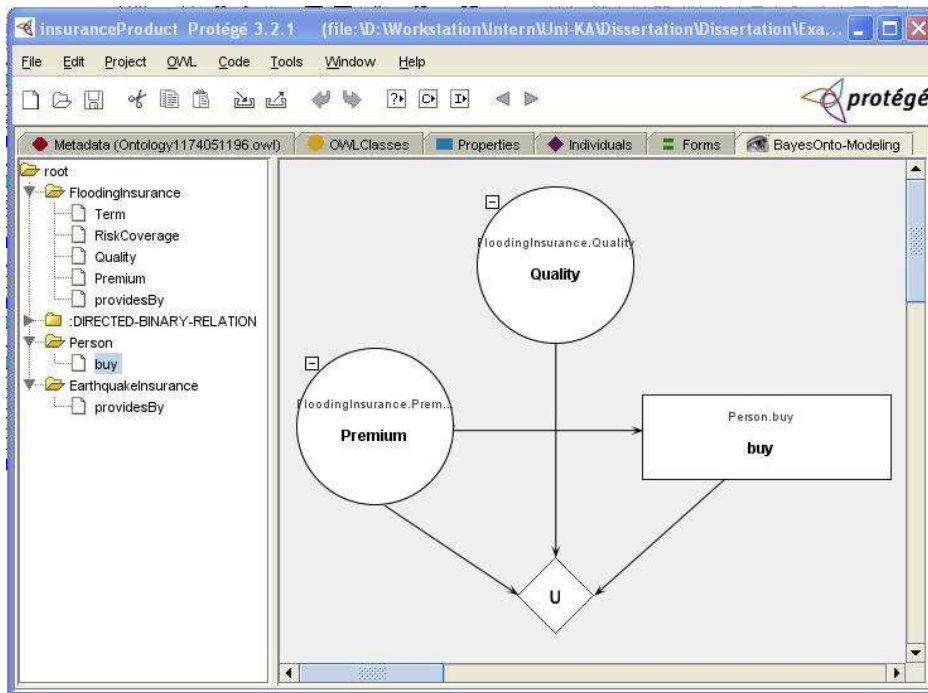 insuranceProduct Protégé 3.2.1 (file:\D:\Workstation\Intern\Uni-KA\Dissertation\Dissertation\Exa...
File Edit Project OWL Code Tools Window Help
protégé
Metadata (Ontology1174051196.owl) OWLClasses Properties Individuals Forms BayesOnto-Modeling
root
FloodingInsurance
Term
RiskCoverage
Quality
Premium
providesBy
:DIRECTED-BINARY-RELATION
Person
buy
EarthquakeInsurance
providesBy
FloodingInsurance.Quality
Quality
FloodingInsurance.Prem...
Premium
Person.buy
buy
U